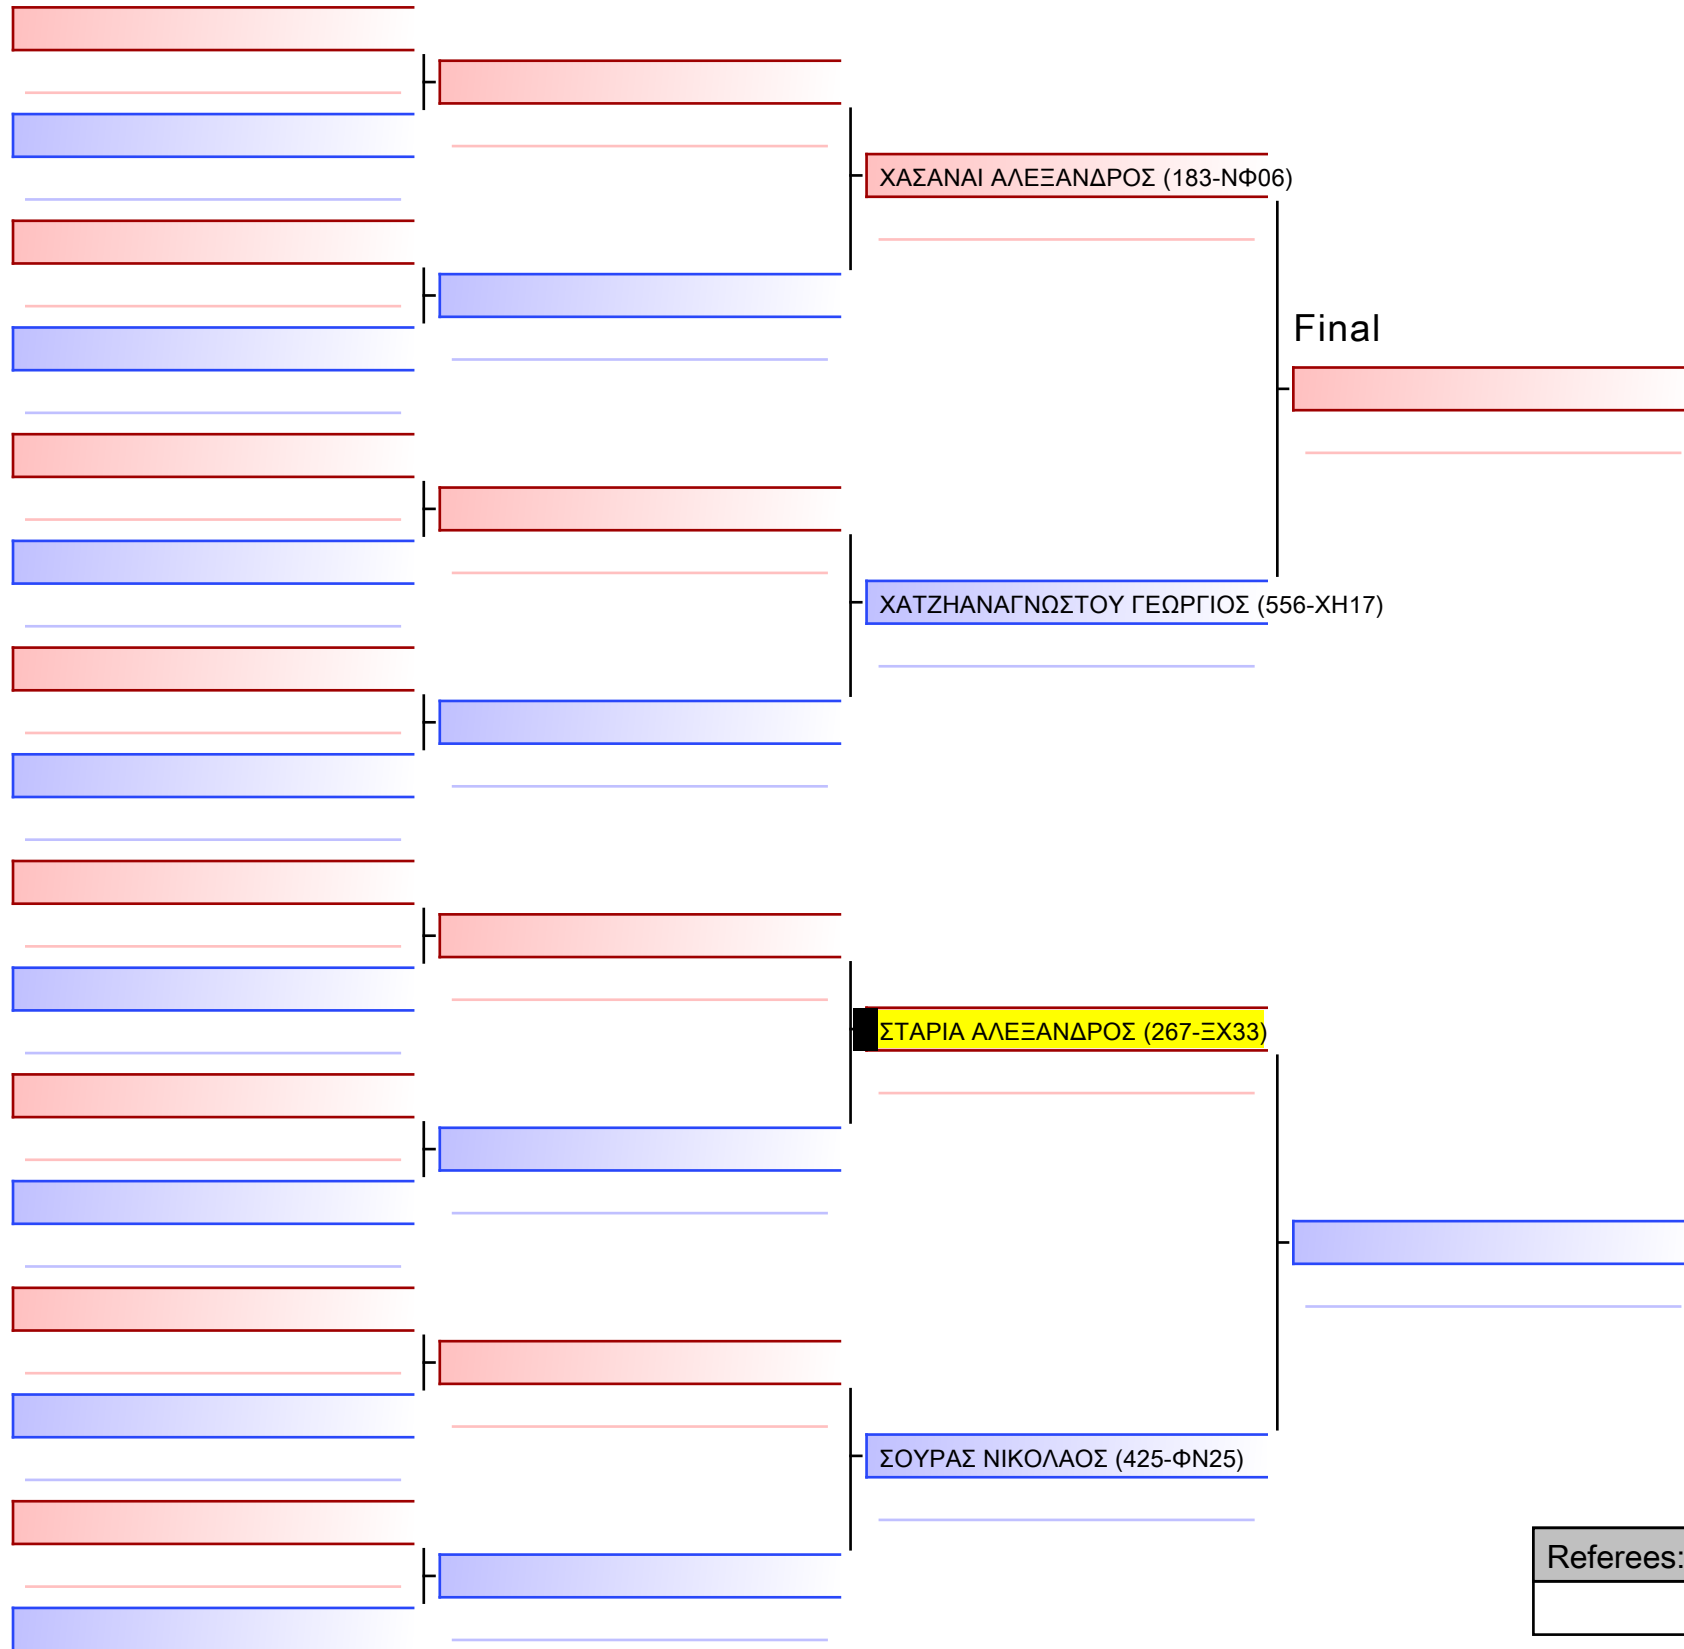 ΧΑΣΑΝΑΙ ΑΛΕΞΑΝΔΡΟΣ (183-ΝΦ06)
Final
ΧΑΤΖΗΑΝΑΓΝΩΣΤΟΥ ΓΕΩΡΓΙΟΣ (556-ΧΗ17)
ΣΤΑΡΙΑ ΑΛΕΞΑΝΔΡΟΣ (267-ΞΧ33)
ΣΟΥΡΑΣ ΝΙΚΟΛΑΟΣ (425-ΦΝ25)
Referees: